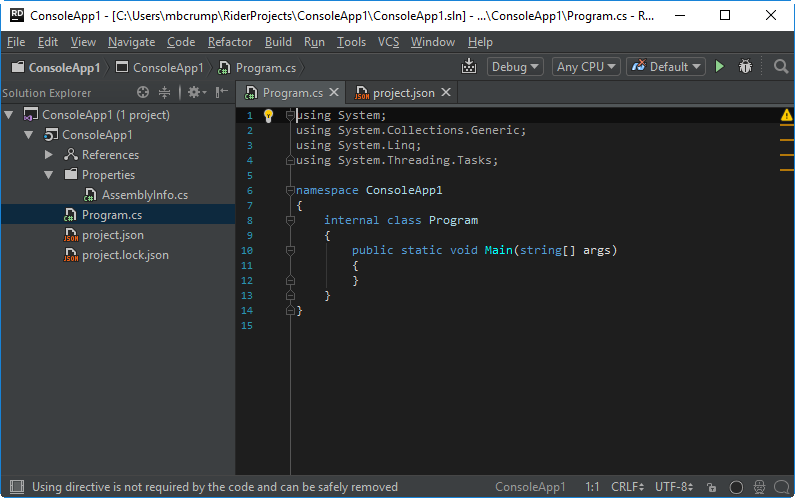 RD ConsoleApp1 - [C:\Users\mbcrump\RiderProjects\ConsoleApp1\ConsoleApp1.sln] - ...\ConsoleApp1\Program.cs - R...
File Edit View Navigate Code Refactor Build Run Tools VCS Window Help
ConsoleApp1 ConsoleApp1 Program.cs Debug Any CPU Default
Solution Explorer
Program.cs project.json
ConsoleApp1 (1 project)
ConsoleApp1
References
Properties
AssemblyInfo.cs
Program.cs
project.json
project.lock.json
1 using System;
2 using System.Collections.Generic;
3 using System.Linq;
4 using System.Threading.Tasks;
5
6 namespace ConsoleApp1
7 {
8 internal class Program
9 {
10 public static void Main(string[] args)
11 {
12 }
13 }
14 }
15
Using directive is not required by the code and can be safely removed ConsoleApp1 1:1 CRLF UTF-8